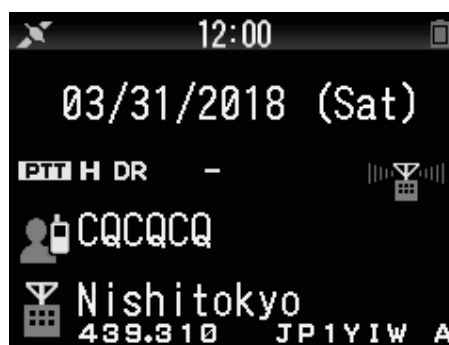 12:00
03/31/2018 (Sat)
PTT H DR -
CQCQCQ
Nishitokyo
439.310 JP1YIW A